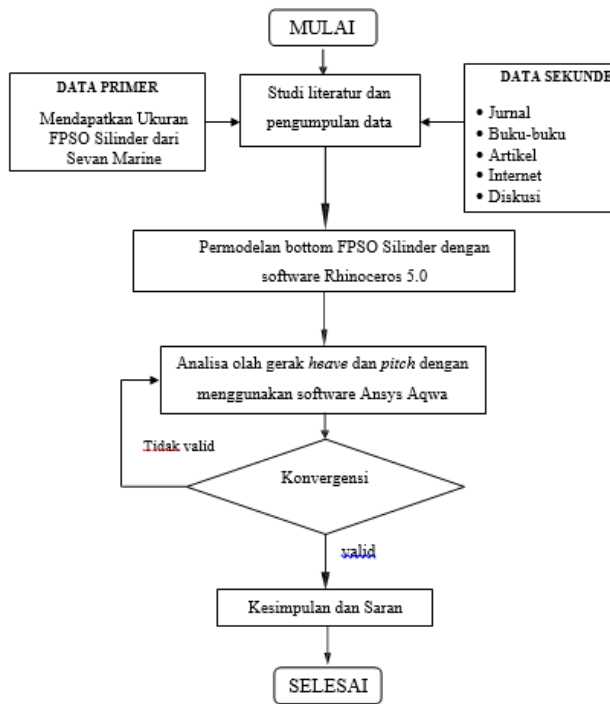 MULAI
DATA PRIMER
Mendapatkan Ukuran
FPSO Silinder dari
Sevan Marine
Studi literatur dan
pengumpulan data
DATA SEKUNDE
• Jurnal
• Buku-buku
• Artikel
• Internet
• Diskusi
Permodelan bottom FPSO Silinder dengan
software Rhinoceros 5.0
Analisa olah gerak heave dan pitch dengan
menggunakan software Ansys Aqwa
Tidak valid
Konvergensi
valid
Kesimpulan dan Saran
SELESAI